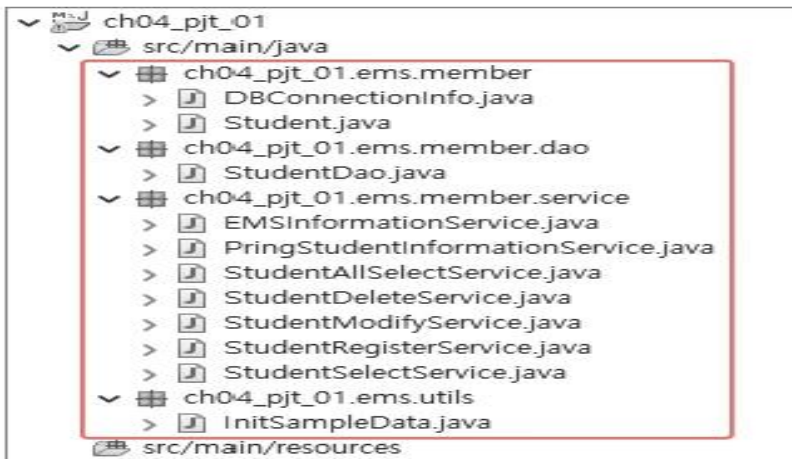 ch04_pjt_01
src/main/java
ch04_pjt_01.ems.member
DBConnectionInfo.java
Student.java
ch04_pjt_01.ems.member.dao
StudentDao.java
ch04_pjt_01.ems.member.service
EMSInformationService.java
PringStudentInformationService.java
StudentAllSelectService.java
StudentDeleteService.java
StudentModifyService.java
StudentRegisterService.java
StudentSelectService.java
ch04_pjt_01.ems.utils
InitSampleData.java
src/main/resources